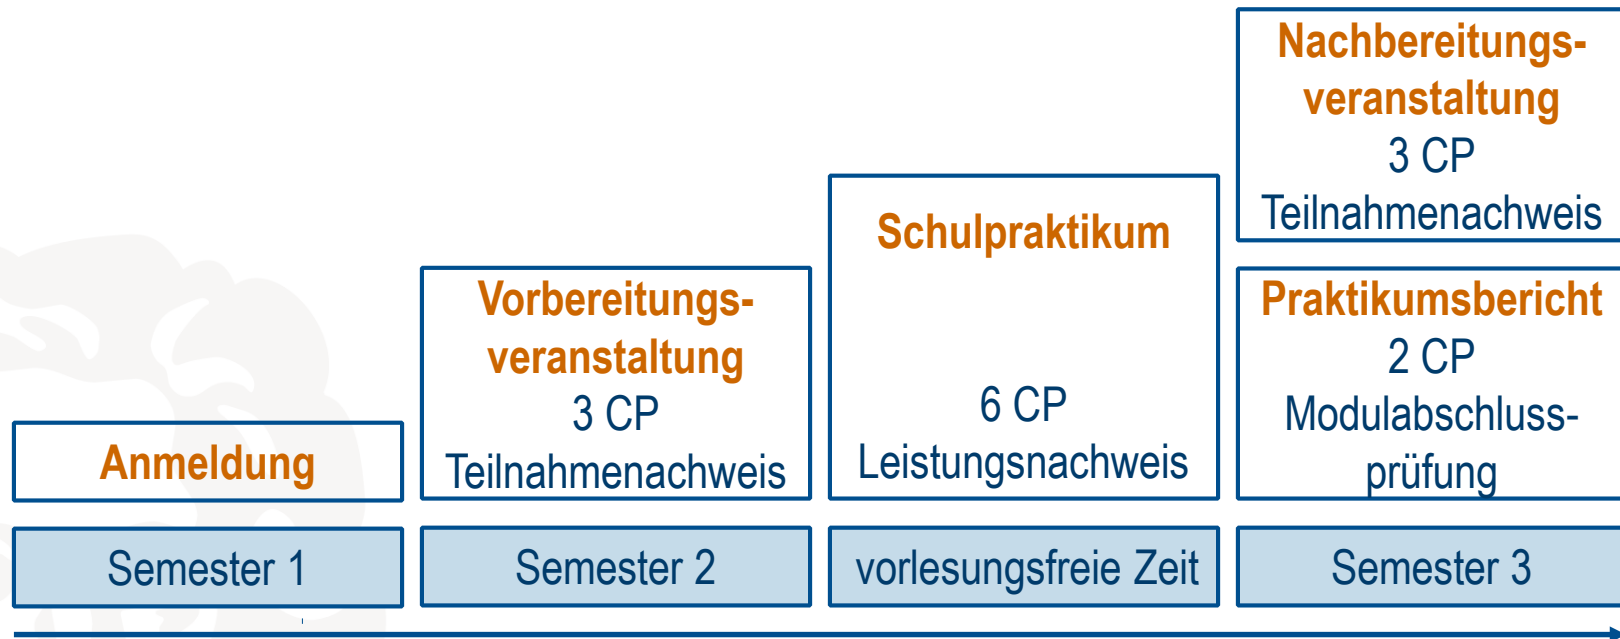 Anmeldung
Semester 1
Vorbereitungs-
veranstaltung
3 CP
Teilnahmenachweis
Semester 2
Schulpraktikum
6 CP
Leistungsnachweis
vorlesungsfreie Zeit
Nachbereitungs-
veranstaltung
3 CP
Teilnahmenachweis
Praktikumsbericht
2 CP
Modulabschluss-
prüfung
Semester 3